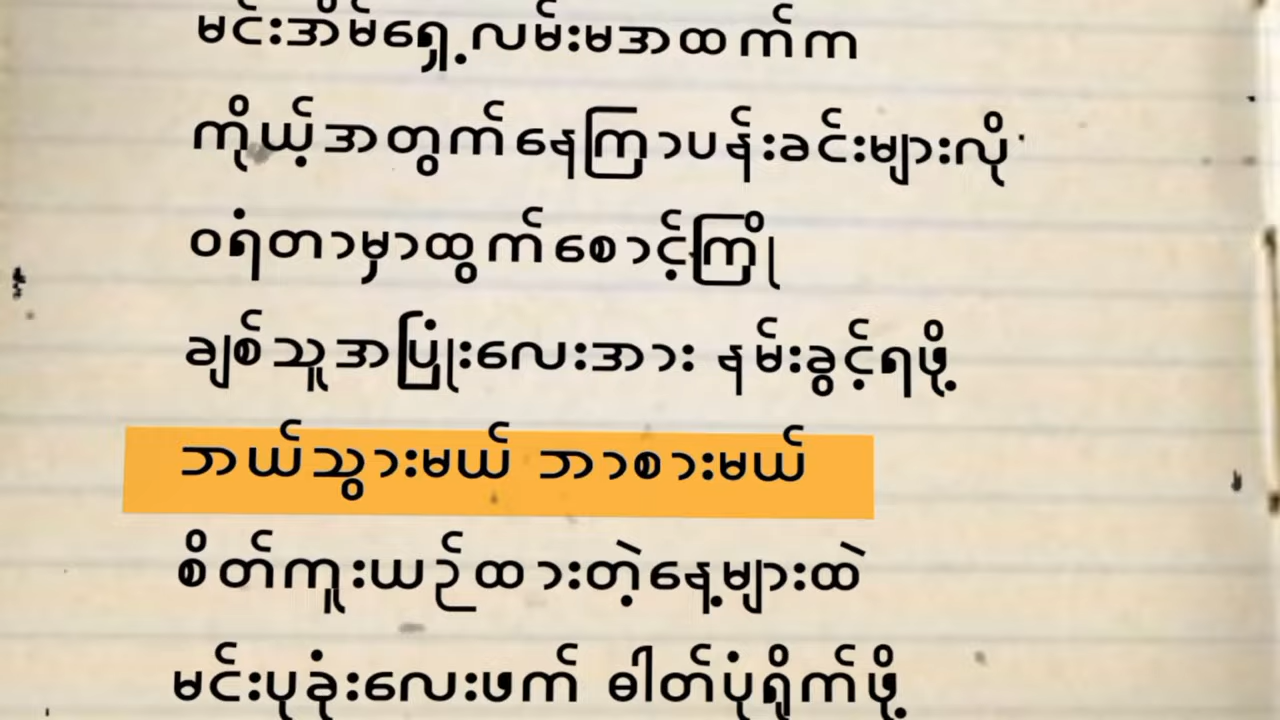 မင်းအိမ်ရှေ့လမ်းမအထက်က
ကိုယ့်အတွက်နေကြာပန်းခင်းများလို
ဝရံတာမှာထွက်စောင့်ကြို
ချစ်သူအပြုံးလေးအား နမ်းခွင့်ရဖို့
ဘယ်သွားမယ် ဘာစားမယ်
စိတ်ကူးယဉ်ထားတဲ့နေ့များထဲ
မင်းပုခုံးလေးဖက် ဓါတ်ပုံရိုက်ဖို့